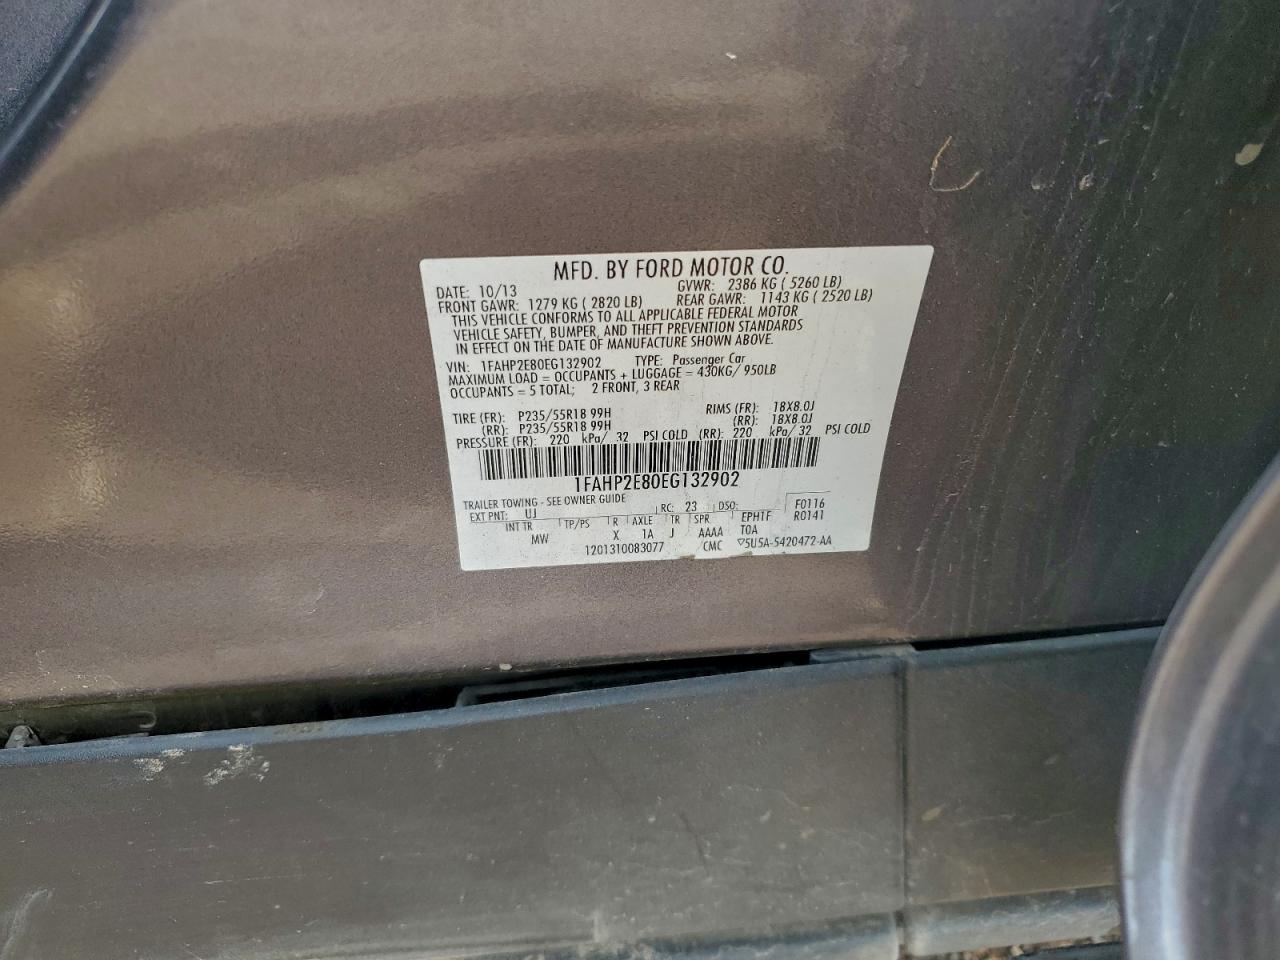 MFD. BY FORD MOTOR CO.
DATE: 10/13 GVWR: 2386 KG ( 5260 LB)
FRONT GAWR: 1279 KG ( 2820 LB) REAR GAWR: 1143 KG ( 2520 LB)
THIS VEHICLE CONFORMS TO ALL APPLICABLE FEDERAL MOTOR
VEHICLE SAFETY, BUMPER, AND THEFT PREVENTION STANDARDS
IN EFFECT ON THE DATE OF MANUFACTURE SHOWN ABOVE.
VIN: 1FAHP2E80EG132902 TYPE: Passenger Car
MAXIMUM LOAD = OCCUPANTS + LUGGAGE = 430KG/ 950LB
OCCUPANTS = 5 TOTAL; 2 FRONT, 3 REAR
TIRE (FR): P235/55R18 99H RIMS (FR): 18X8.0J
(RR): P235/55R18 99H (RR): 18X8.0J
PRESSURE (FR): 220 kPa/ 32 PSI COLD (RR): 220 kPa/ 32 PSI COLD
1FAHP2E80EG132902
TRAILER TOWING - SEE OWNER GUIDE
EXT PNT: UJ RC: 23 DSO: F0116
INT TR TP/PS R AXLE TR SPR EPH1F R0141
MW X 1A J AAAA T0A
1201310083077 CMC ▽5U5A-5420472-AA